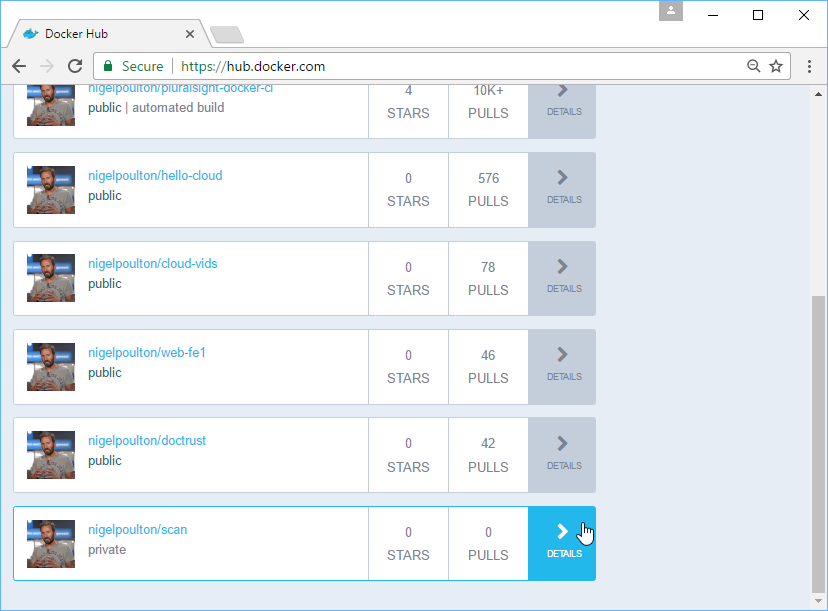 Docker Hub
Secure | https://hub.docker.com
nigelpoulton/pluralsight-docker-ci
public | automated build
4
STARS
10K+
PULLS
DETAILS
nigelpoulton/hello-cloud
public
0
STARS
576
PULLS
DETAILS
nigelpoulton/cloud-vids
public
0
STARS
78
PULLS
DETAILS
nigelpoulton/web-fe1
public
0
STARS
46
PULLS
DETAILS
nigelpoulton/doctrust
public
0
STARS
42
PULLS
DETAILS
nigelpoulton/scan
private
0
STARS
0
PULLS
DETAILS